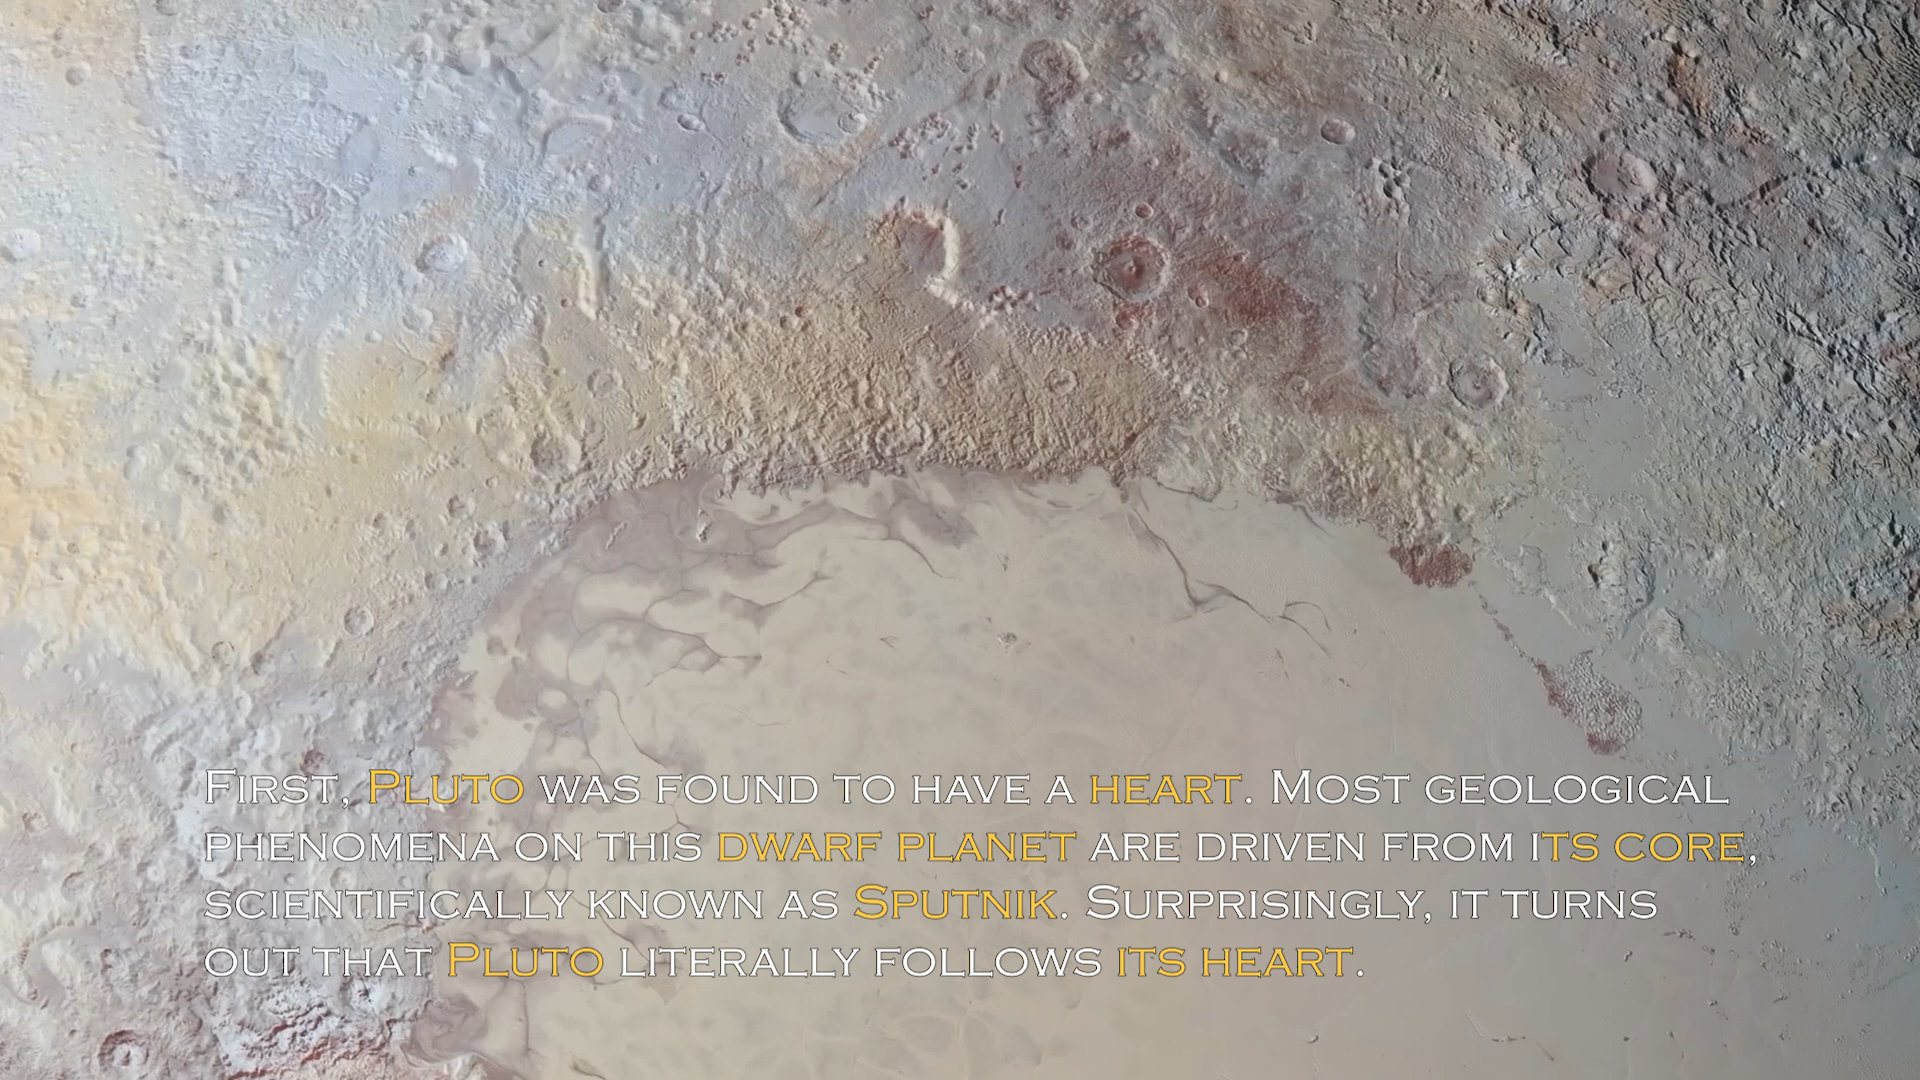 First, Pluto was found to have a heart. Most geological
phenomena on this dwarf planet are driven from its core,
scientifically known as Sputnik. Surprisingly, it turns
out that Pluto literally follows its heart.